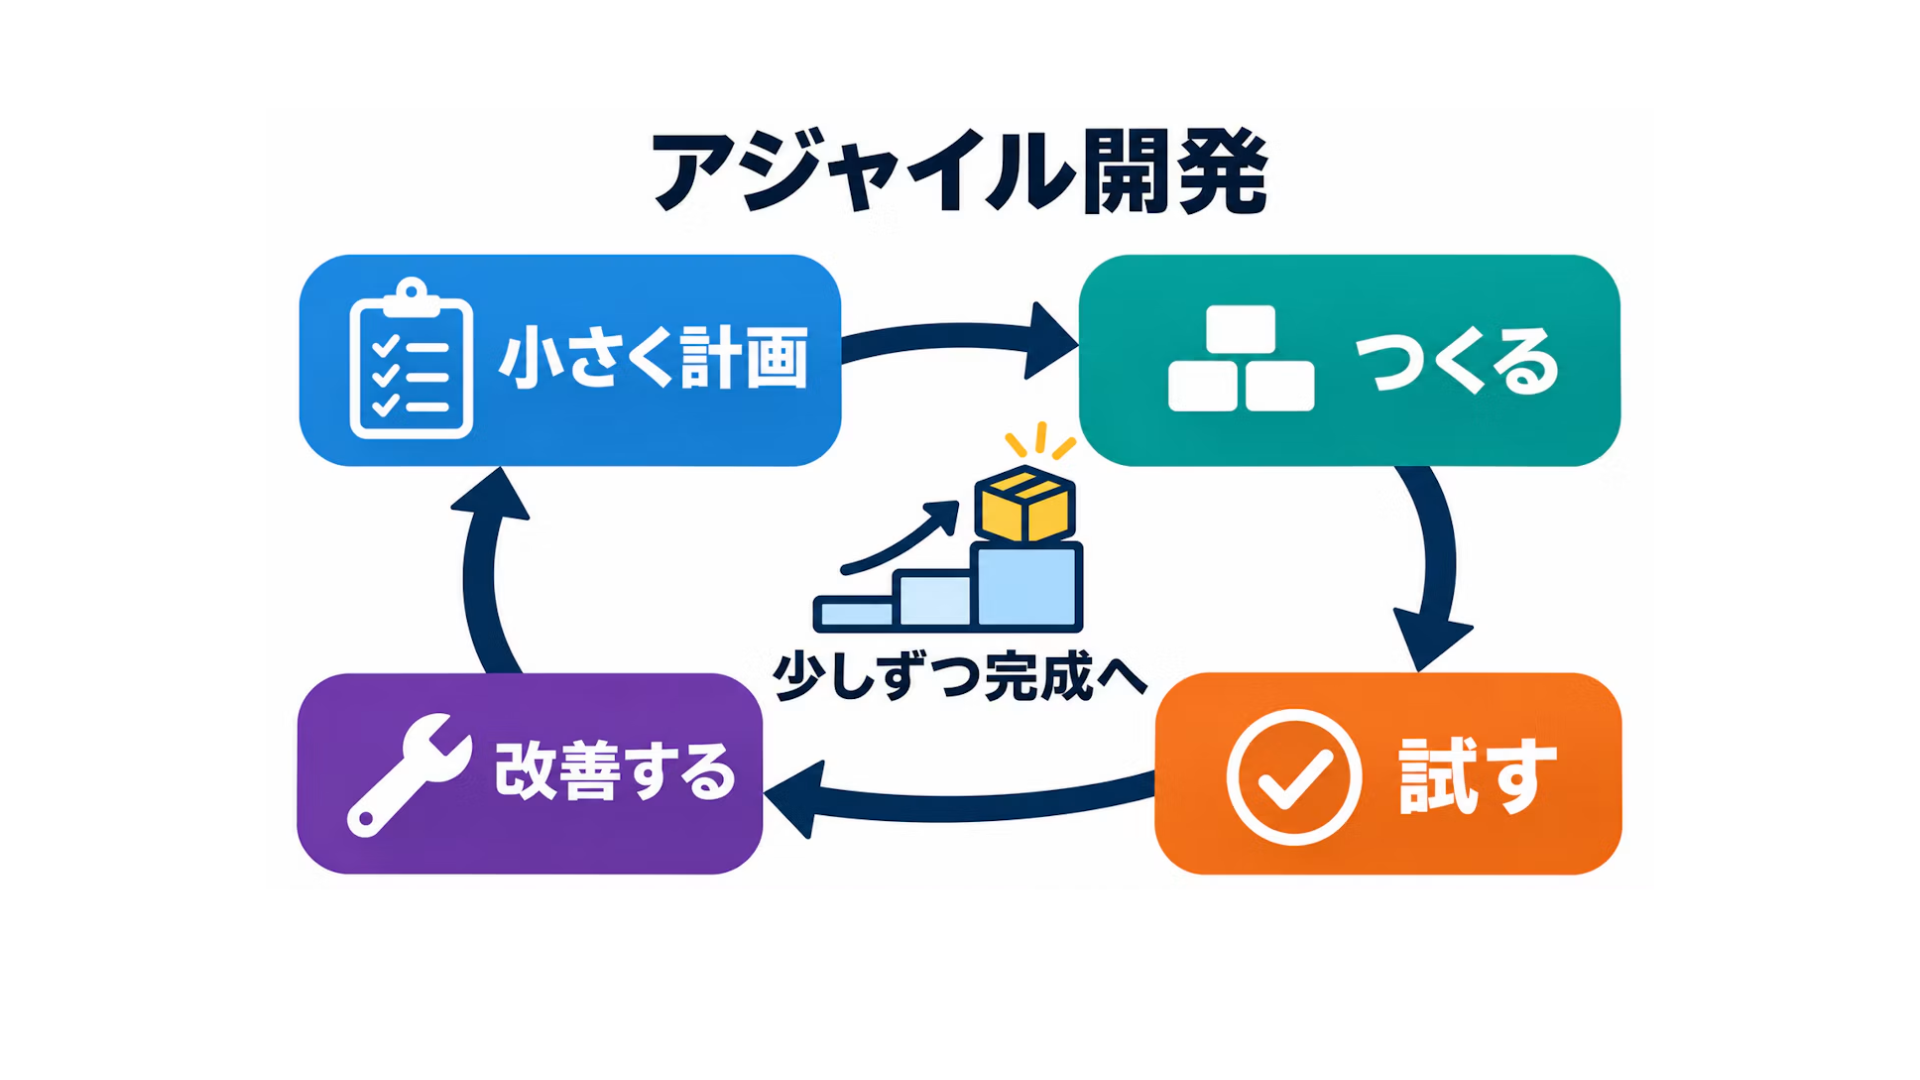 アジャイル開発
小さく計画
つくる
少しずつ完成へ
改善する
試す